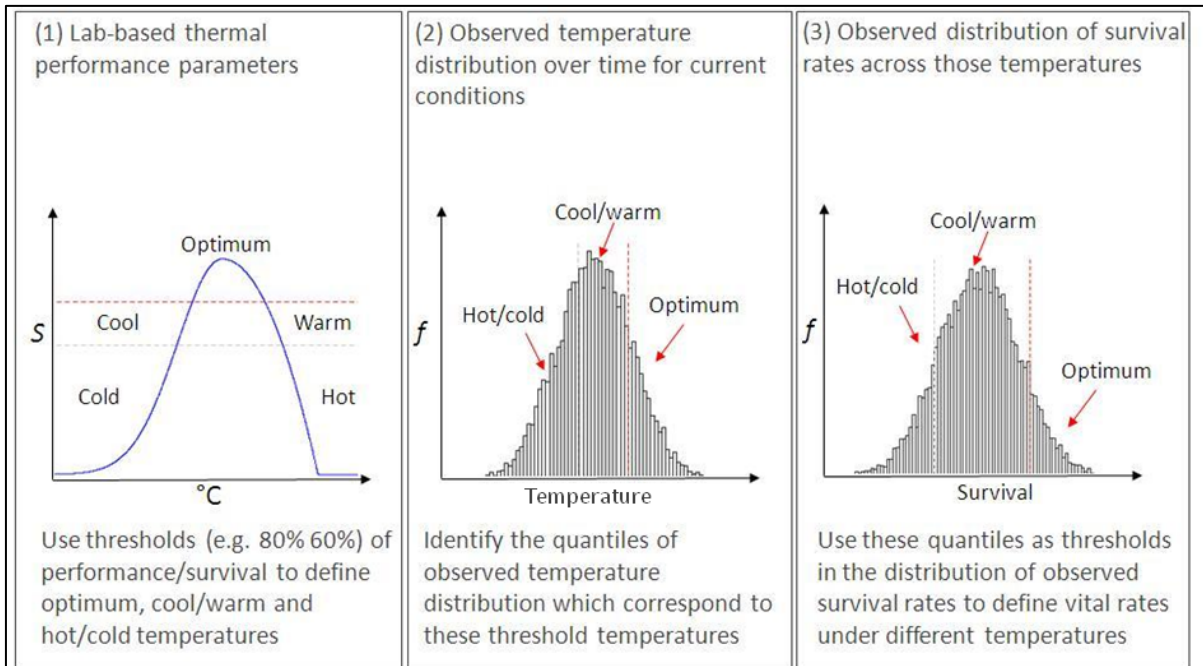 (1) Lab-based thermal
performance parameters
Optimum
S
Cool
Warm
Cold
Hot
°C
Use thresholds (e.g. 80% 60%) of
performance/survival to define
optimum, cool/warm and
hot/cold temperatures
(2) Observed temperature
distribution over time for current
conditions
Cool/warm
Hot/cold
Optimum
f
Temperature
Identify the quantiles of
observed temperature
distribution which correspond to
these threshold temperatures
(3) Observed distribution of survival
rates across those temperatures
Cool/warm
Hot/cold
f
Optimum
Survival
Use these quantiles as thresholds
in the distribution of observed
survival rates to define vital rates
under different temperatures